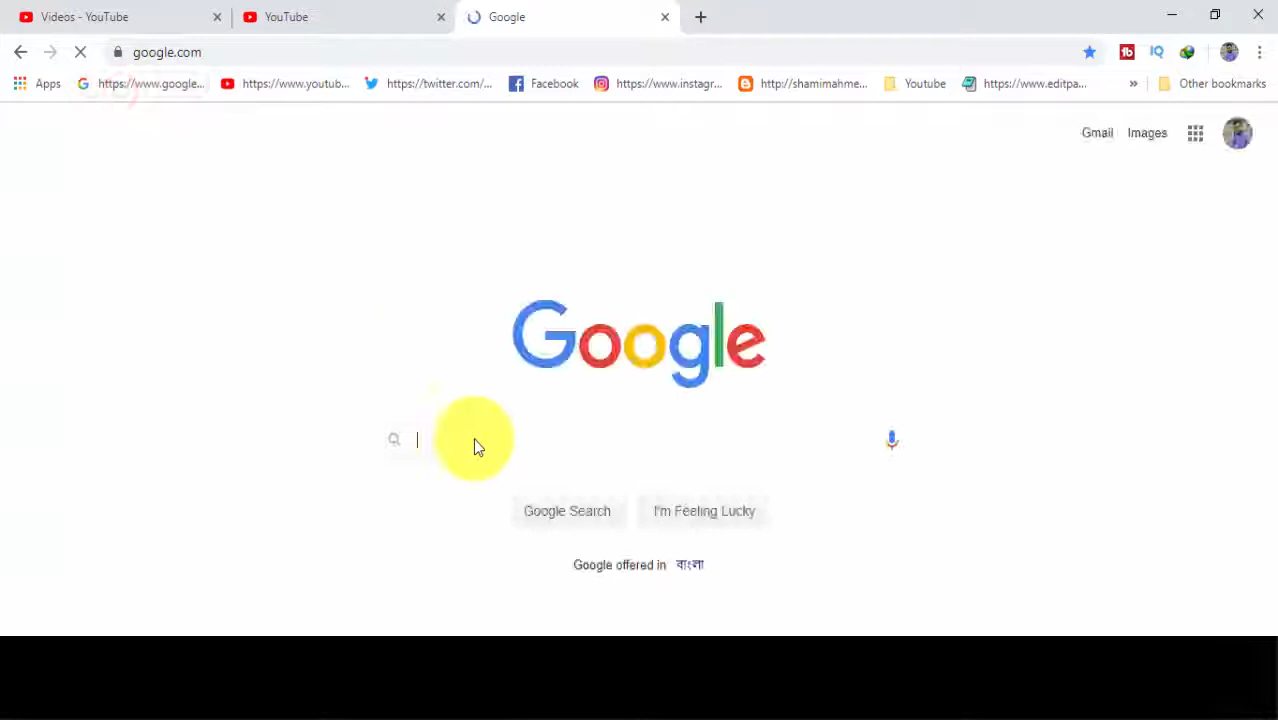 Videos - YouTube YouTube Google
google.com
Apps https://www.google... https://www.youtub... https://twitter.com/... Facebook https://www.instagr... http://shamimahme... Youtube https://www.editpa... » Other bookmarks
Gmail Images
Google
Google Search I'm Feeling Lucky
Google offered in বাংলা